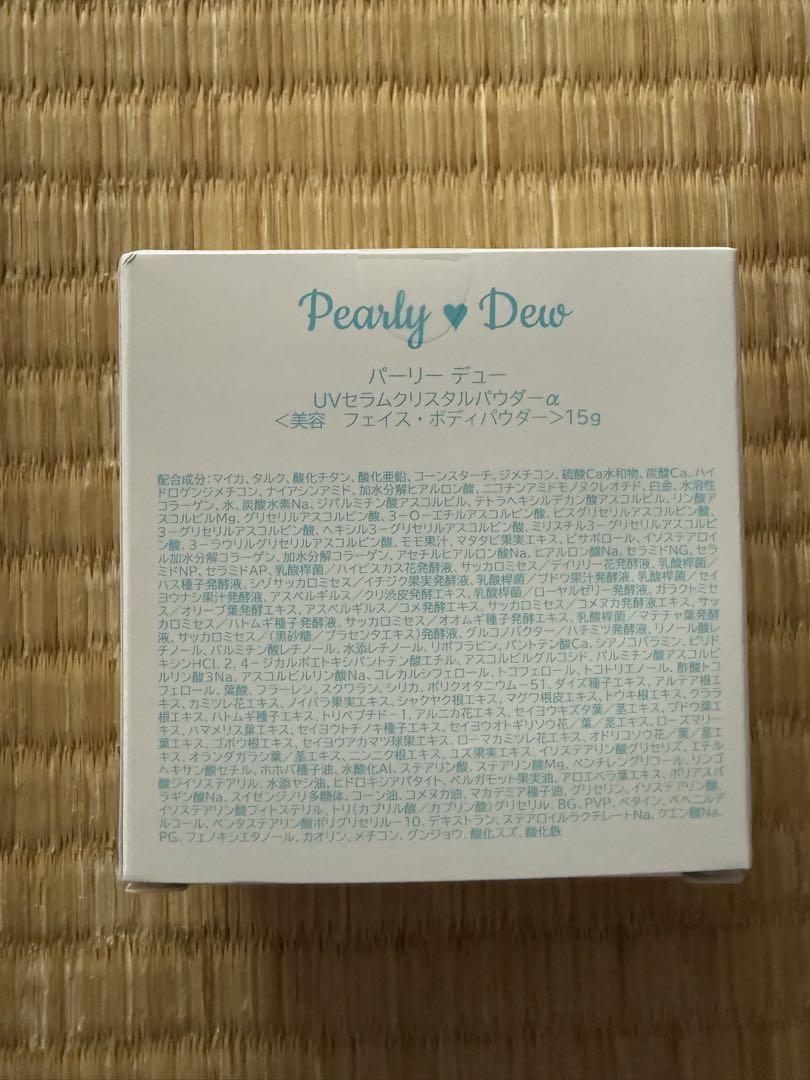 Pearly♥Dew
パーリー デュー
UVセラムクリスタルパウダーα
＜美容　フェイス・ボディパウダー＞15g
配合成分：マイカ、タルク、酸化チタン、酸化亜鉛、コーンスターチ、ジメチコン、硫酸Ca水和物、炭酸Ca、ハイ
ドロゲンジメチコン、ナイアシンアミド、加水分解ヒアルロン酸、ニコチンアミドモノヌクレオチド、白金、水溶性
コラーゲン、水、炭酸水素Na、ジパルミチン酸アスコルビル、テトラヘキシルデカン酸アスコルビル、リン酸ア
スコルビルMg、グリセリルアスコルビン酸、3－O－エチルアスコルビン酸、ビスグリセリルアスコルビン酸、
3－グリセリルアスコルビン酸、ヘキシル3－グリセリルアスコルビン酸、ミリスチル3－グリセリルアスコルビ
ン酸、3－ラウリルグリセリルアスコルビン酸、モモ果汁、マタタビ果実エキス、ビサボロール、イソステアロイ
ル加水分解コラーゲン、加水分解コラーゲン、アセチルヒアルロン酸Na、ヒアルロン酸Na、セラミドNG、セラ
ミドNP、セラミドAP、乳酸桿菌／ハイビスカス花発酵液、サッカロミセス／デイリリー花発酵液、乳酸桿菌／
ハス種子発酵液、シゾサッカロミセス／イチジク果実発酵液、乳酸桿菌／ブドウ果汁発酵液、乳酸桿菌／セイ
ヨウナシ果汁発酵液、アスペルギルス／クリ渋皮発酵エキス、乳酸桿菌／ローヤルゼリー発酵液、ガラクトミセ
ス／オリーブ葉発酵エキス、アスペルギルス／コメ発酵エキス、サッカロミセス／コメヌカ発酵液エキス、サッ
カロミセス／ハトムギ種子発酵液、サッカロミセス／オオムギ種子発酵エキス、乳酸桿菌／マテチャ葉発酵
液、サッカロミセス／（黒砂糖／プラセンタエキス）発酵液、グルコノバクター／ハチミツ発酵液、リノール酸レ
チノール、パルミチン酸レチノール、水添レチノール、リボフラビン、パントテン酸Ca、シアノコバラミン、ピリド
キシンHCl、2，4－ジカルボエトキシパントテン酸エチル、アスコルビルグルコシド、パルミチン酸アスコルビ
ルリン酸3Na、アスコルビルリン酸Na、コレカルシフェロール、トコフェロール、トコトリエノール、酢酸トコ
フェロール、葉酸、フラーレン、スクワラン、シリカ、ポリクオタニウム－51、ダイズ種子エキス、アルテア根エ
キス、カミツレ花エキス、ノイバラ果実エキス、シャクヤク根エキス、マグワ根皮エキス、トウキ根エキス、クララ
根エキス、ハトムギ種子エキス、トリペプチド－1、アルニカ花エキス、セイヨウキズタ葉／茎エキス、ブドウ葉エ
キス、ハマメリス葉エキス、セイヨウトチノキ種子エキス、セイヨウオトギリソウ花／葉／茎エキス、ローズマリー
葉エキス、ゴボウ根エキス、セイヨウアカマツ球果エキス、ローマカミツレ花エキス、オドリコソウ花／葉／茎エ
キス、オランダガラシ葉／茎エキス、ニンニク根エキス、ユズ果実エキス、イソステアリン酸グリセリズ、エチル
ヘキサン酸セチル、ホホバ種子油、水酸化Al、ステアリン酸、ステアリン酸Mg、ペンチレングリコール、リンゴ
酸ジイソステアリル、水添ヤシ油、ヒドロキシアパタイト、ベルガモット果実油、アロエベラ葉エキス、ポリアスパ
ラギン酸Na、スイゼンジノリ多糖体、コーン油、コメヌカ油、マカデミア種子油、グリセリン、イソステアリン酸、
イソステアリン酸フィトステリル、トリ（カプリル酸／カプリン酸）グリセリル、BG、PVP、ベタイン、ベヘニルア
ルコール、ペンタステアリン酸ポリグリセリル－10、デキストラン、ステアロイルラクチレートNa、クエン酸Na、
PG、フェノキシエタノール、カオリン、メチコン、グンジョウ、酸化スズ、酸化鉄